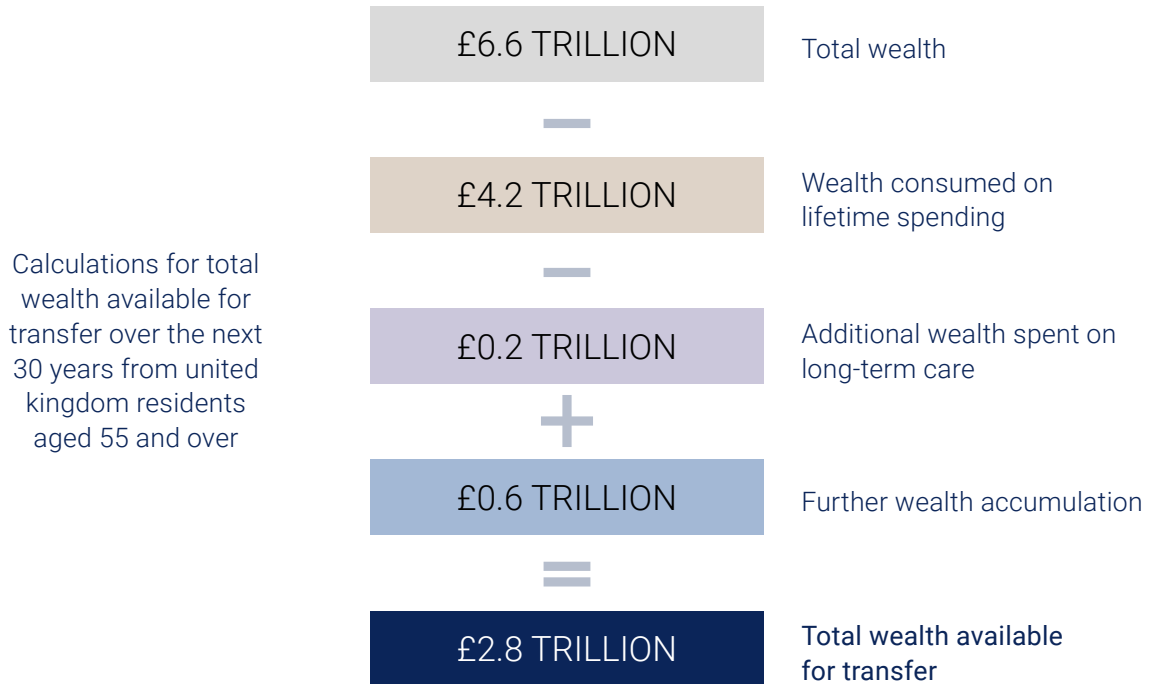 £6.6 TRILLION
Total wealth
−
£4.2 TRILLION
Wealth consumed on
lifetime spending
−
Calculations for total
wealth available for
transfer over the next
30 years from united
kingdom residents
aged 55 and over
£0.2 TRILLION
Additional wealth spent on
long-term care
+
£0.6 TRILLION
Further wealth accumulation
=
£2.8 TRILLION
Total wealth available
for transfer